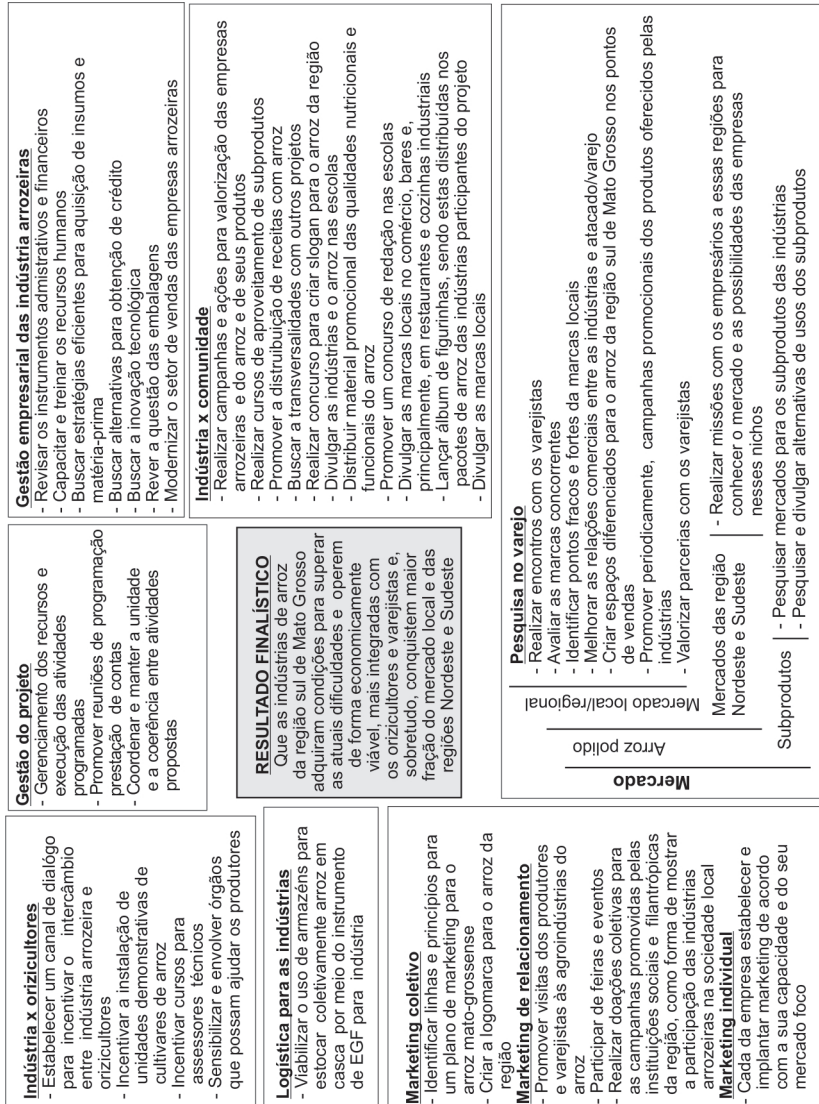 Indústria x orizicultores
- Estabelecer um canal de dialógo
para incentivar o intercâmbio
entre indústria arrozeira e
orizicultores
- Incentivar a instalação de
unidades demonstrativas de
cultivares de arroz
- Incentivar cursos para
assessores técnicos
- Sensibilizar e envolver órgãos
que possam ajudar os produtores
Gestão do projeto
- Gerenciamento dos recursos e
execução das atividades
programadas
- Promover reuniões de programação
prestação de contas
- Coordenar e manter a unidade
e a coerência entre atividades
propostas
Gestão empresarial das indústria arrozeiras
- Revisar os instrumentos admistrativos e financeiros
- Capacitar e treinar os recursos humanos
- Buscar estratégias eficientes para aquisição de insumos e
matéria-prima
- Buscar alternativas para obtenção de crédito
- Buscar a inovação tecnológica
- Rever a questão das embalagens
- Modernizar o setor de vendas das empresas arrozeiras
Logística para as indústrias
- Viabilizar o uso de armazéns para
estocar coletivamente arroz em
casca por meio do instrumento
de EGF para indústria
RESULTADO FINALÍSTICO
Que as indústrias de arroz
da região sul de Mato Grosso
adquiram condições para superar
as atuais dificuldades e operem
de forma economicamente
viável, mais integradas com
os orizicultores e varejistas e,
sobretudo, conquistem maior
fração do mercado local e das
regiões Nordeste e Sudeste
Indústria x comunidade
- Realizar campanhas e ações para valorização das empresas
arrozeiras e do arroz e de seus produtos
- Realizar cursos de aproveitamento de subprodutos
- Promover a distruibuição de receitas com arroz
- Buscar a transversalidades com outros projetos
- Realizar concurso para criar slogan para o arroz da região
- Divulgar as indústrias e o arroz nas escolas
- Distribuir material promocional das qualidades nutricionais e
funcionais do arroz
- Promover um concurso de redação nas escolas
- Divulgar as marcas locais no comércio, bares e,
principalmente, em restaurantes e cozinhas industriais
- Lançar álbum de figurinhas, sendo estas distribuídas nos
pacotes de arroz das indústrias participantes do projeto
- Divulgar as marcas locais
Marketing coletivo
- Identificar linhas e princípios para
um plano de marketing para o
arroz mato-grossense
- Criar a logomarca para o arroz da
região
Marketing de relacionamento
- Promover visitas dos produtores
e varejistas às agroindústrias do
arroz
- Participar de feiras e eventos
- Realizar doações coletivas para
as campanhas promovidas pelas
instituições sociais e filantrópicas
da região, como forma de mostrar
a participação das indústrias
arrozeiras na sociedade local
Marketing individual
- Cada da empresa estabelecer e
implantar marketing de acordo
com a sua capacidade e do seu
mercado foco
Mercado
Arroz polido
Mercado local/regional
Pesquisa no varejo
- Realizar encontros com os varejistas
- Avaliar as marcas concorrentes
- Identificar pontos fracos e fortes da marcas locais
- Melhorar as relações comerciais entre as indústrias e atacado/varejo
- Criar espaços diferenciados para o arroz da região sul de Mato Grosso nos pontos
de vendas
- Promover periodicamente, campanhas promocionais dos produtos oferecidos pelas
indústrias
- Valorizar parcerias com os varejistas
Mercados das região
Nordeste e Sudeste
- Realizar missões com os empresários a essas regiões para
conhecer o mercado e as possibilidades das empresas
nesses nichos
Subprodutos
- Pesquisar mercados para os subprodutos das indústrias
- Pesquisar e divulgar alternativas de usos dos subprodutos